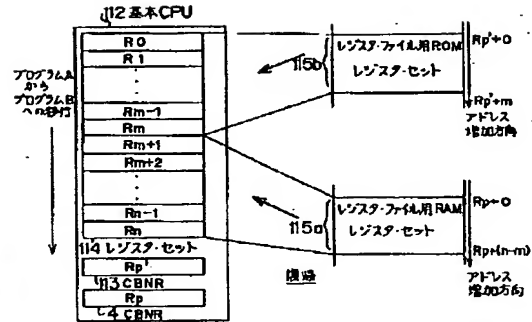 112 基本CPU
R0
R1
Rm-1
Rm
Rm+1
Rm+2
Rn-1
Rn
114 レジスタ・セット
Rp'
113 CBNR
Rp
4 CBNR
プログラムA
から
プログラムB
への移行
115b
レジスタ・ファイル用ROM
レジスタ・セット
Rp'+0
Rp'+m
アドレス
増加方向
115a
レジスタ・ファイル用RAM
レジスタ・セット
Rp+0
Rp+(n-m)
アドレス
増加方向